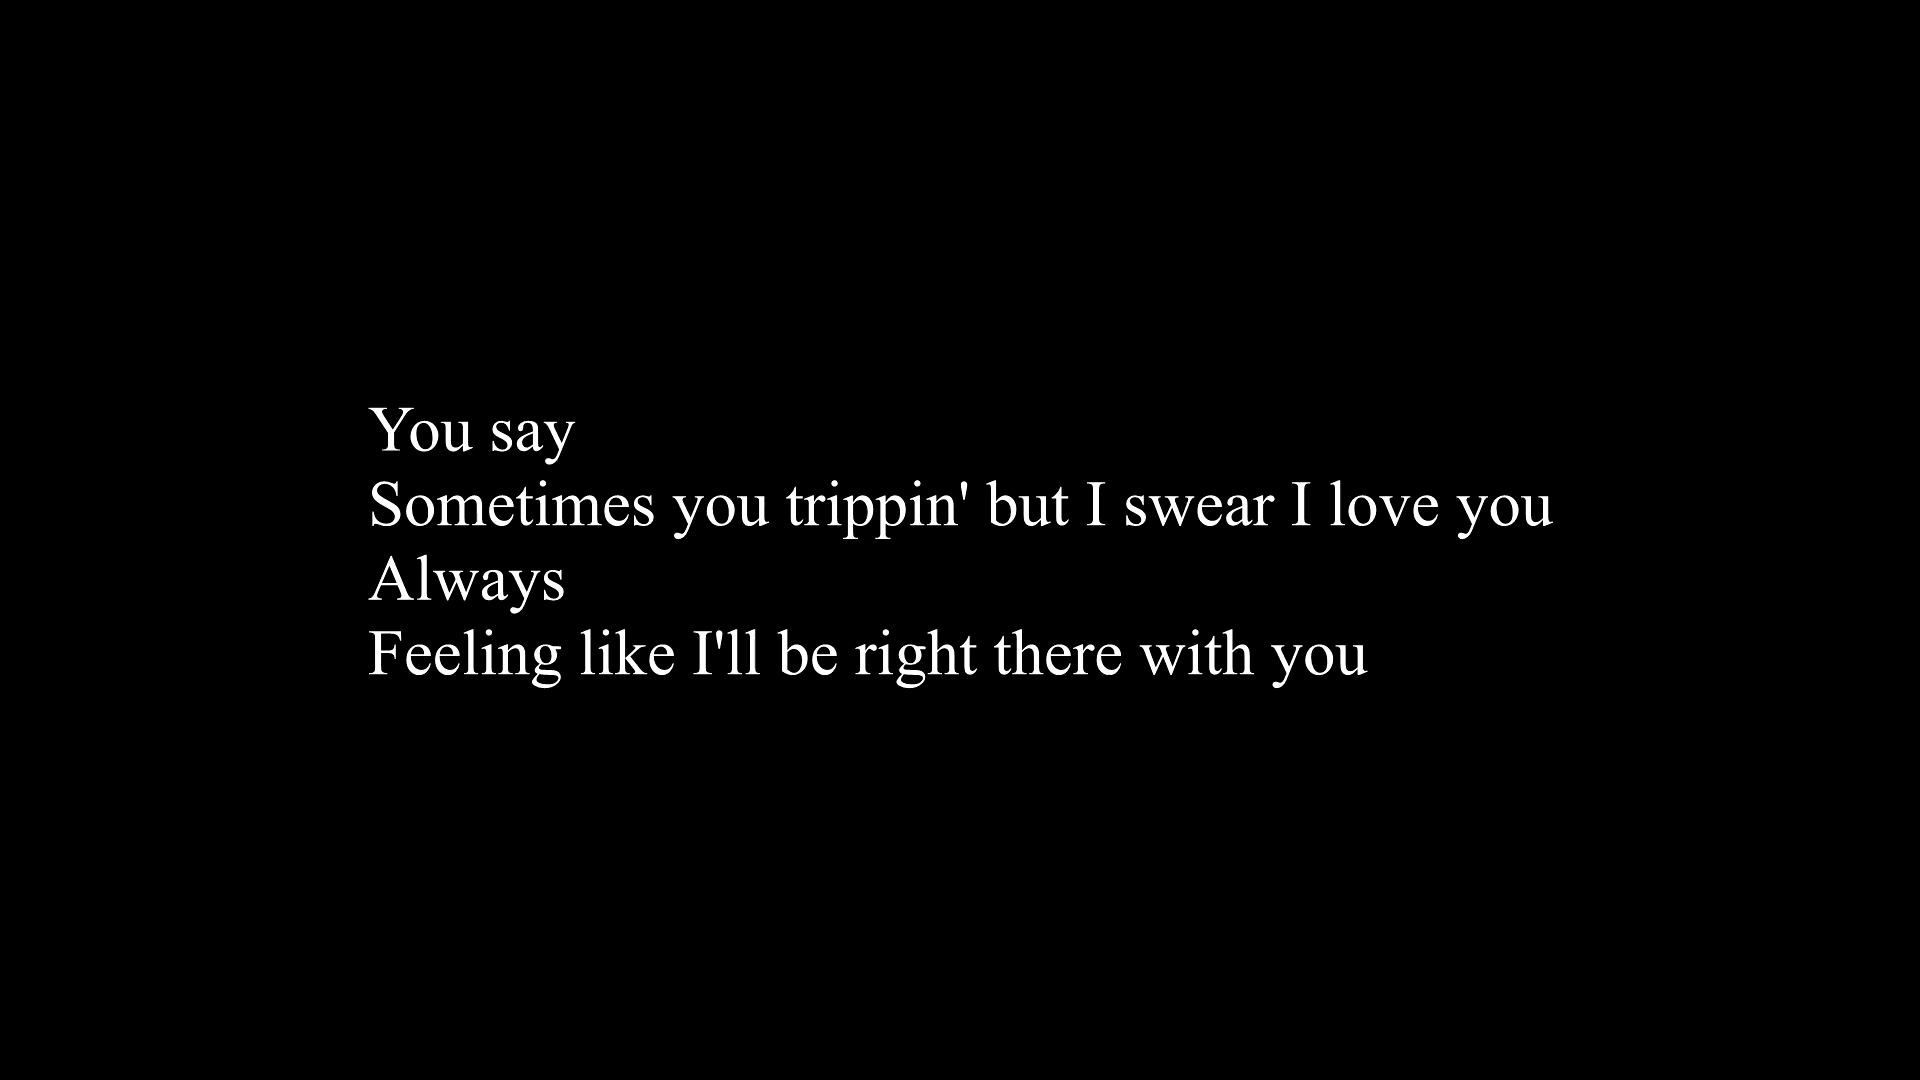 You say
Sometimes you trippin' but I swear I love you
Always
Feeling like I'll be right there with you